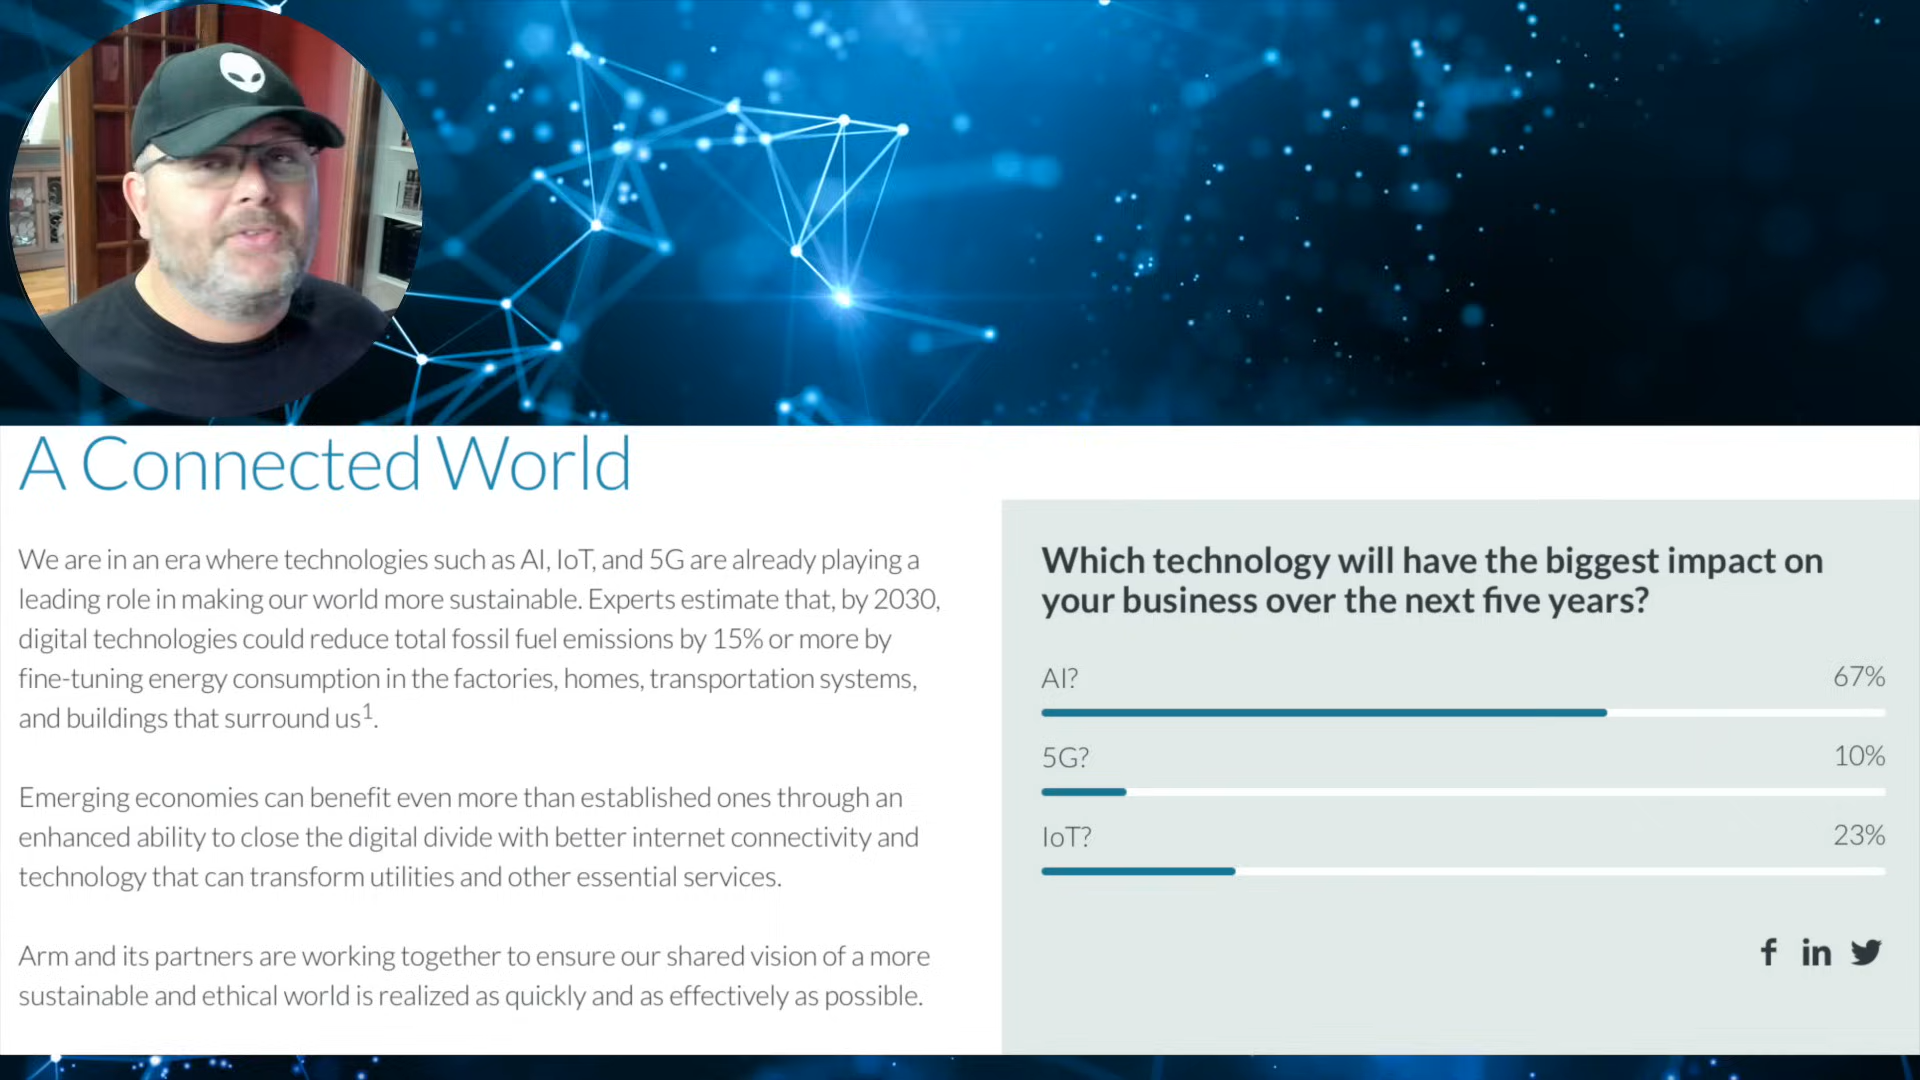 A Connected World
We are in an era where technologies such as AI, IoT, and 5G are already playing a
leading role in making our world more sustainable. Experts estimate that, by 2030,
digital technologies could reduce total fossil fuel emissions by 15% or more by
fine-tuning energy consumption in the factories, homes, transportation systems,
and buildings that surround us¹.
Emerging economies can benefit even more than established ones through an
enhanced ability to close the digital divide with better internet connectivity and
technology that can transform utilities and other essential services.
Arm and its partners are working together to ensure our shared vision of a more
sustainable and ethical world is realized as quickly and as effectively as possible.
Which technology will have the biggest impact on
your business over the next five years?
AI? 67%
5G? 10%
IoT? 23%